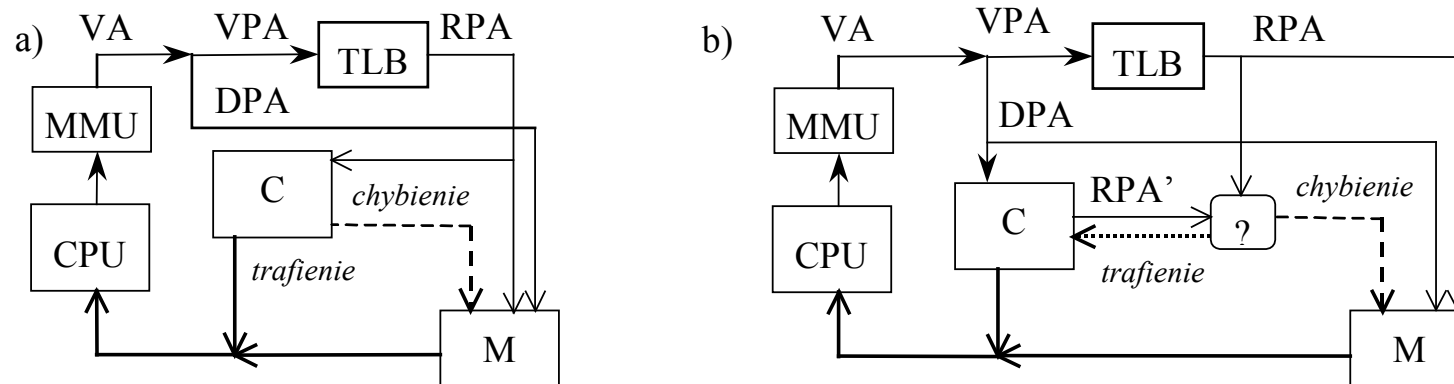 a)
VA
VPA
RPA
TLB
DPA
MMU
C
chybienie
CPU
trafienie
M
b)
VA
VPA
RPA
TLB
DPA
MMU
C
RPA’
chybienie
?
CPU
trafienie
M